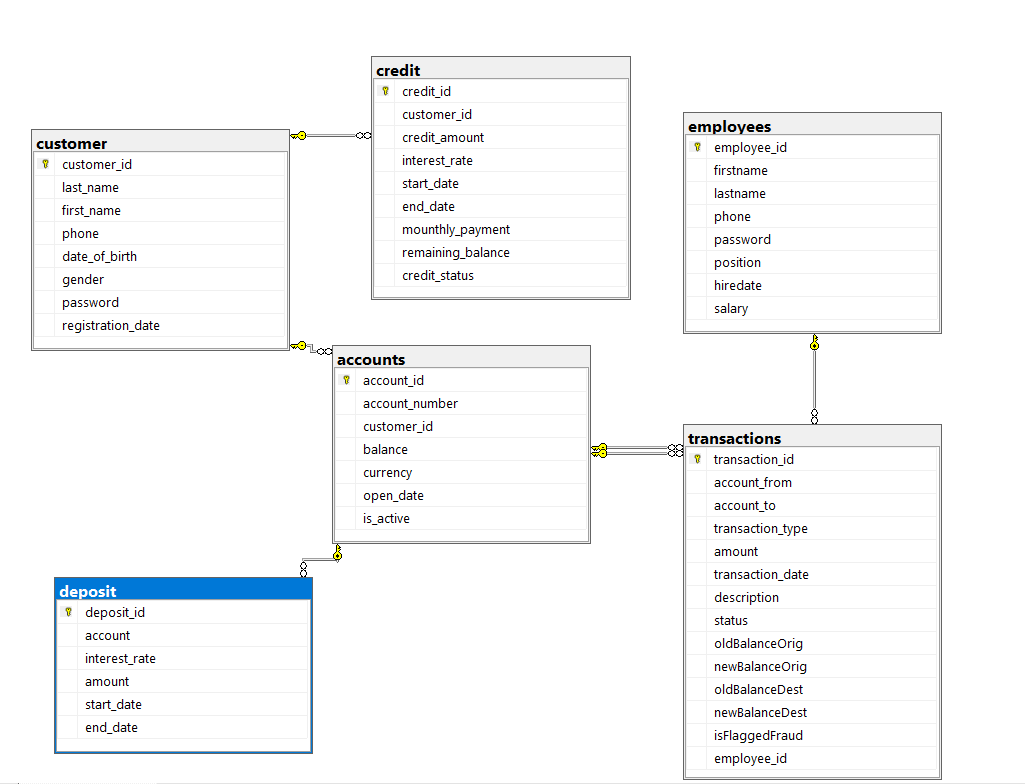 credit
credit_id
customer_id
credit_amount
interest_rate
start_date
end_date
mounthly_payment
remaining_balance
credit_status
employees
employee_id
firstname
lastname
phone
password
position
hiredate
salary
customer
customer_id
last_name
first_name
phone
date_of_birth
gender
password
registration_date
accounts
account_id
account_number
customer_id
balance
currency
open_date
is_active
transactions
transaction_id
account_from
account_to
transaction_type
amount
transaction_date
description
status
oldBalanceOrig
newBalanceOrig
oldBalanceDest
newBalanceDest
isFlaggedFraud
employee_id
deposit
deposit_id
account
interest_rate
amount
start_date
end_date